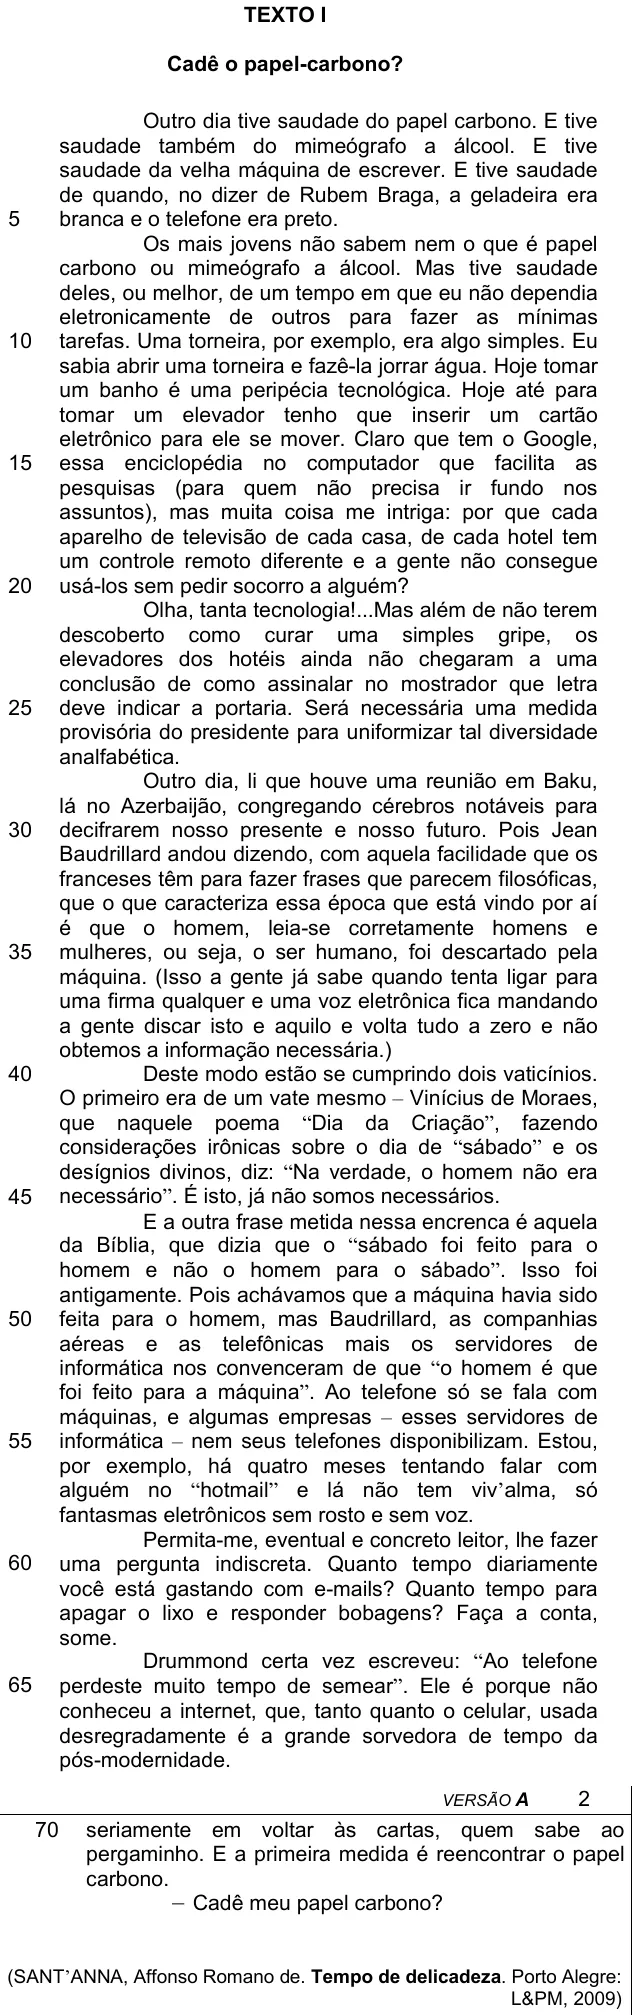 TEXTO I
Cadê o papel-carbono?
Outro dia tive saudade do papel carbono. E tive
saudade também do mimeógrafo a álcool. E tive
saudade da velha máquina de escrever. E tive saudade
de quando, no dizer de Rubem Braga, a geladeira era
5 branca e o telefone era preto.
Os mais jovens não sabem nem o que é papel
carbono ou mimeógrafo a álcool. Mas tive saudade
deles, ou melhor, de um tempo em que eu não dependia
eletronicamente de outros para fazer as mínimas
10 tarefas. Uma torneira, por exemplo, era algo simples. Eu
sabia abrir uma torneira e fazê-la jorrar água. Hoje tomar
um banho é uma peripécia tecnológica. Hoje até para
tomar um elevador tenho que inserir um cartão
eletrônico para ele se mover. Claro que tem o Google,
15 essa enciclopédia no computador que facilita as
pesquisas (para quem não precisa ir fundo nos
assuntos), mas muita coisa me intriga: por que cada
aparelho de televisão de cada casa, de cada hotel tem
um controle remoto diferente e a gente não consegue
20 usá-los sem pedir socorro a alguém?
Olha, tanta tecnologia!...Mas além de não terem
descoberto como curar uma simples gripe, os
elevadores dos hotéis ainda não chegaram a uma
conclusão de como assinalar no mostrador que letra
25 deve indicar a portaria. Será necessária uma medida
provisória do presidente para uniformizar tal diversidade
analfabética.
Outro dia, li que houve uma reunião em Baku,
lá no Azerbaijão, congregando cérebros notáveis para
30 decifrarem nosso presente e nosso futuro. Pois Jean
Baudrillard andou dizendo, com aquela facilidade que os
franceses têm para fazer frases que parecem filosóficas,
que o que caracteriza essa época que está vindo por aí
é que o homem, leia-se corretamente homens e
35 mulheres, ou seja, o ser humano, foi descartado pela
máquina. (Isso a gente já sabe quando tenta ligar para
uma firma qualquer e uma voz eletrônica fica mandando
a gente discar isto e aquilo e volta tudo a zero e não
obtemos a informação necessária.)
40 Deste modo estão se cumprindo dois vaticínios.
O primeiro era de um vate mesmo – Vinícius de Moraes,
que naquele poema “Dia da Criação”, fazendo
considerações irônicas sobre o dia de “sábado” e os
desígnios divinos, diz: “Na verdade, o homem não era
45 necessário”. É isto, já não somos necessários.
E a outra frase metida nessa encrenca é aquela
da Bíblia, que dizia que o “sábado foi feito para o
homem e não o homem para o sábado”. Isso foi
antigamente. Pois achávamos que a máquina havia sido
50 feita para o homem, mas Baudrillard, as companhias
aéreas e as telefônicas mais os servidores de
informática nos convenceram de que “o homem é que
foi feito para a máquina”. Ao telefone só se fala com
máquinas, e algumas empresas – esses servidores de
55 informática – nem seus telefones disponibilizam. Estou,
por exemplo, há quatro meses tentando falar com
alguém no “hotmail” e lá não tem viv’alma, só
fantasmas eletrônicos sem rosto e sem voz.
Permita-me, eventual e concreto leitor, lhe fazer
60 uma pergunta indiscreta. Quanto tempo diariamente
você está gastando com e-mails? Quanto tempo para
apagar o lixo e responder bobagens? Faça a conta,
some.
Drummond certa vez escreveu: “Ao telefone
65 perdeste muito tempo de semear”. Ele é porque não
conheceu a internet, que, tanto quanto o celular, usada
desregradamente é a grande sorvedora de tempo da
pós-modernidade.
VERSÃO A 2
70 seriamente em voltar às cartas, quem sabe ao
pergaminho. E a primeira medida é reencontrar o papel
carbono.
– Cadê meu papel carbono?
(SANT’ANNA, Affonso Romano de. Tempo de delicadeza. Porto Alegre:
L&PM, 2009)